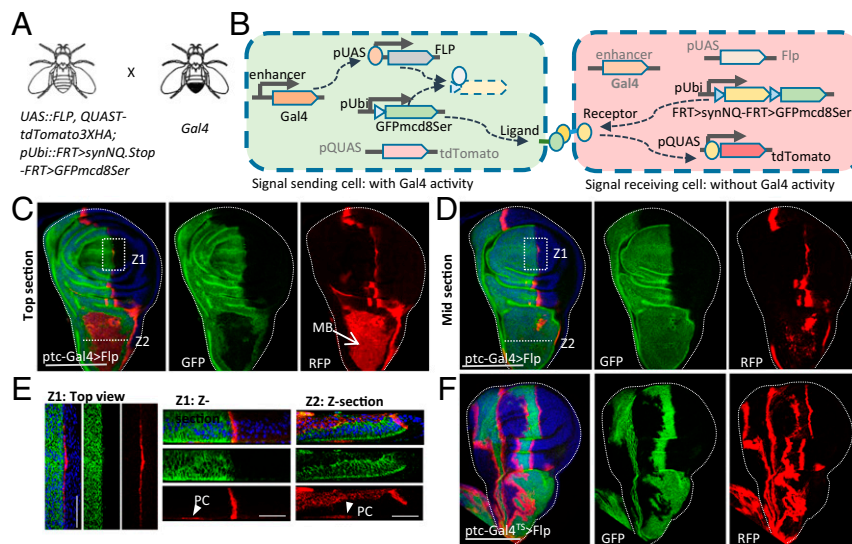 A
x
UAS::FLP, QUAST-
tdTomato3XHA;
pUbi::FRT>synNQ.Stop
-FRT>GFPmcd8Ser
Gal4
B
pUAS
FLP
enhancer
Gal4
pUbi
GFPmcd8Ser
pQUAS
tdTomato
Ligand
Signal sending cell: with Gal4 activity
enhancer
Gal4
pUAS
Flp
pUbi
FRT>synNQ-FRT>GFPmcd8Ser
Receptor
pQUAS
tdTomato
Signal receiving cell: without Gal4 activity
C
Top section
Z1
Z2
ptc-Gal4>Flp
GFP
MB
RFP
D
Mid section
Z1
Z2
ptc-Gal4>Flp
GFP
RFP
E
Z1: Top view
Z1: Z-
section
Z2: Z-section
PC
PC
F
ptc-Gal4TS>Flp
GFP
RFP